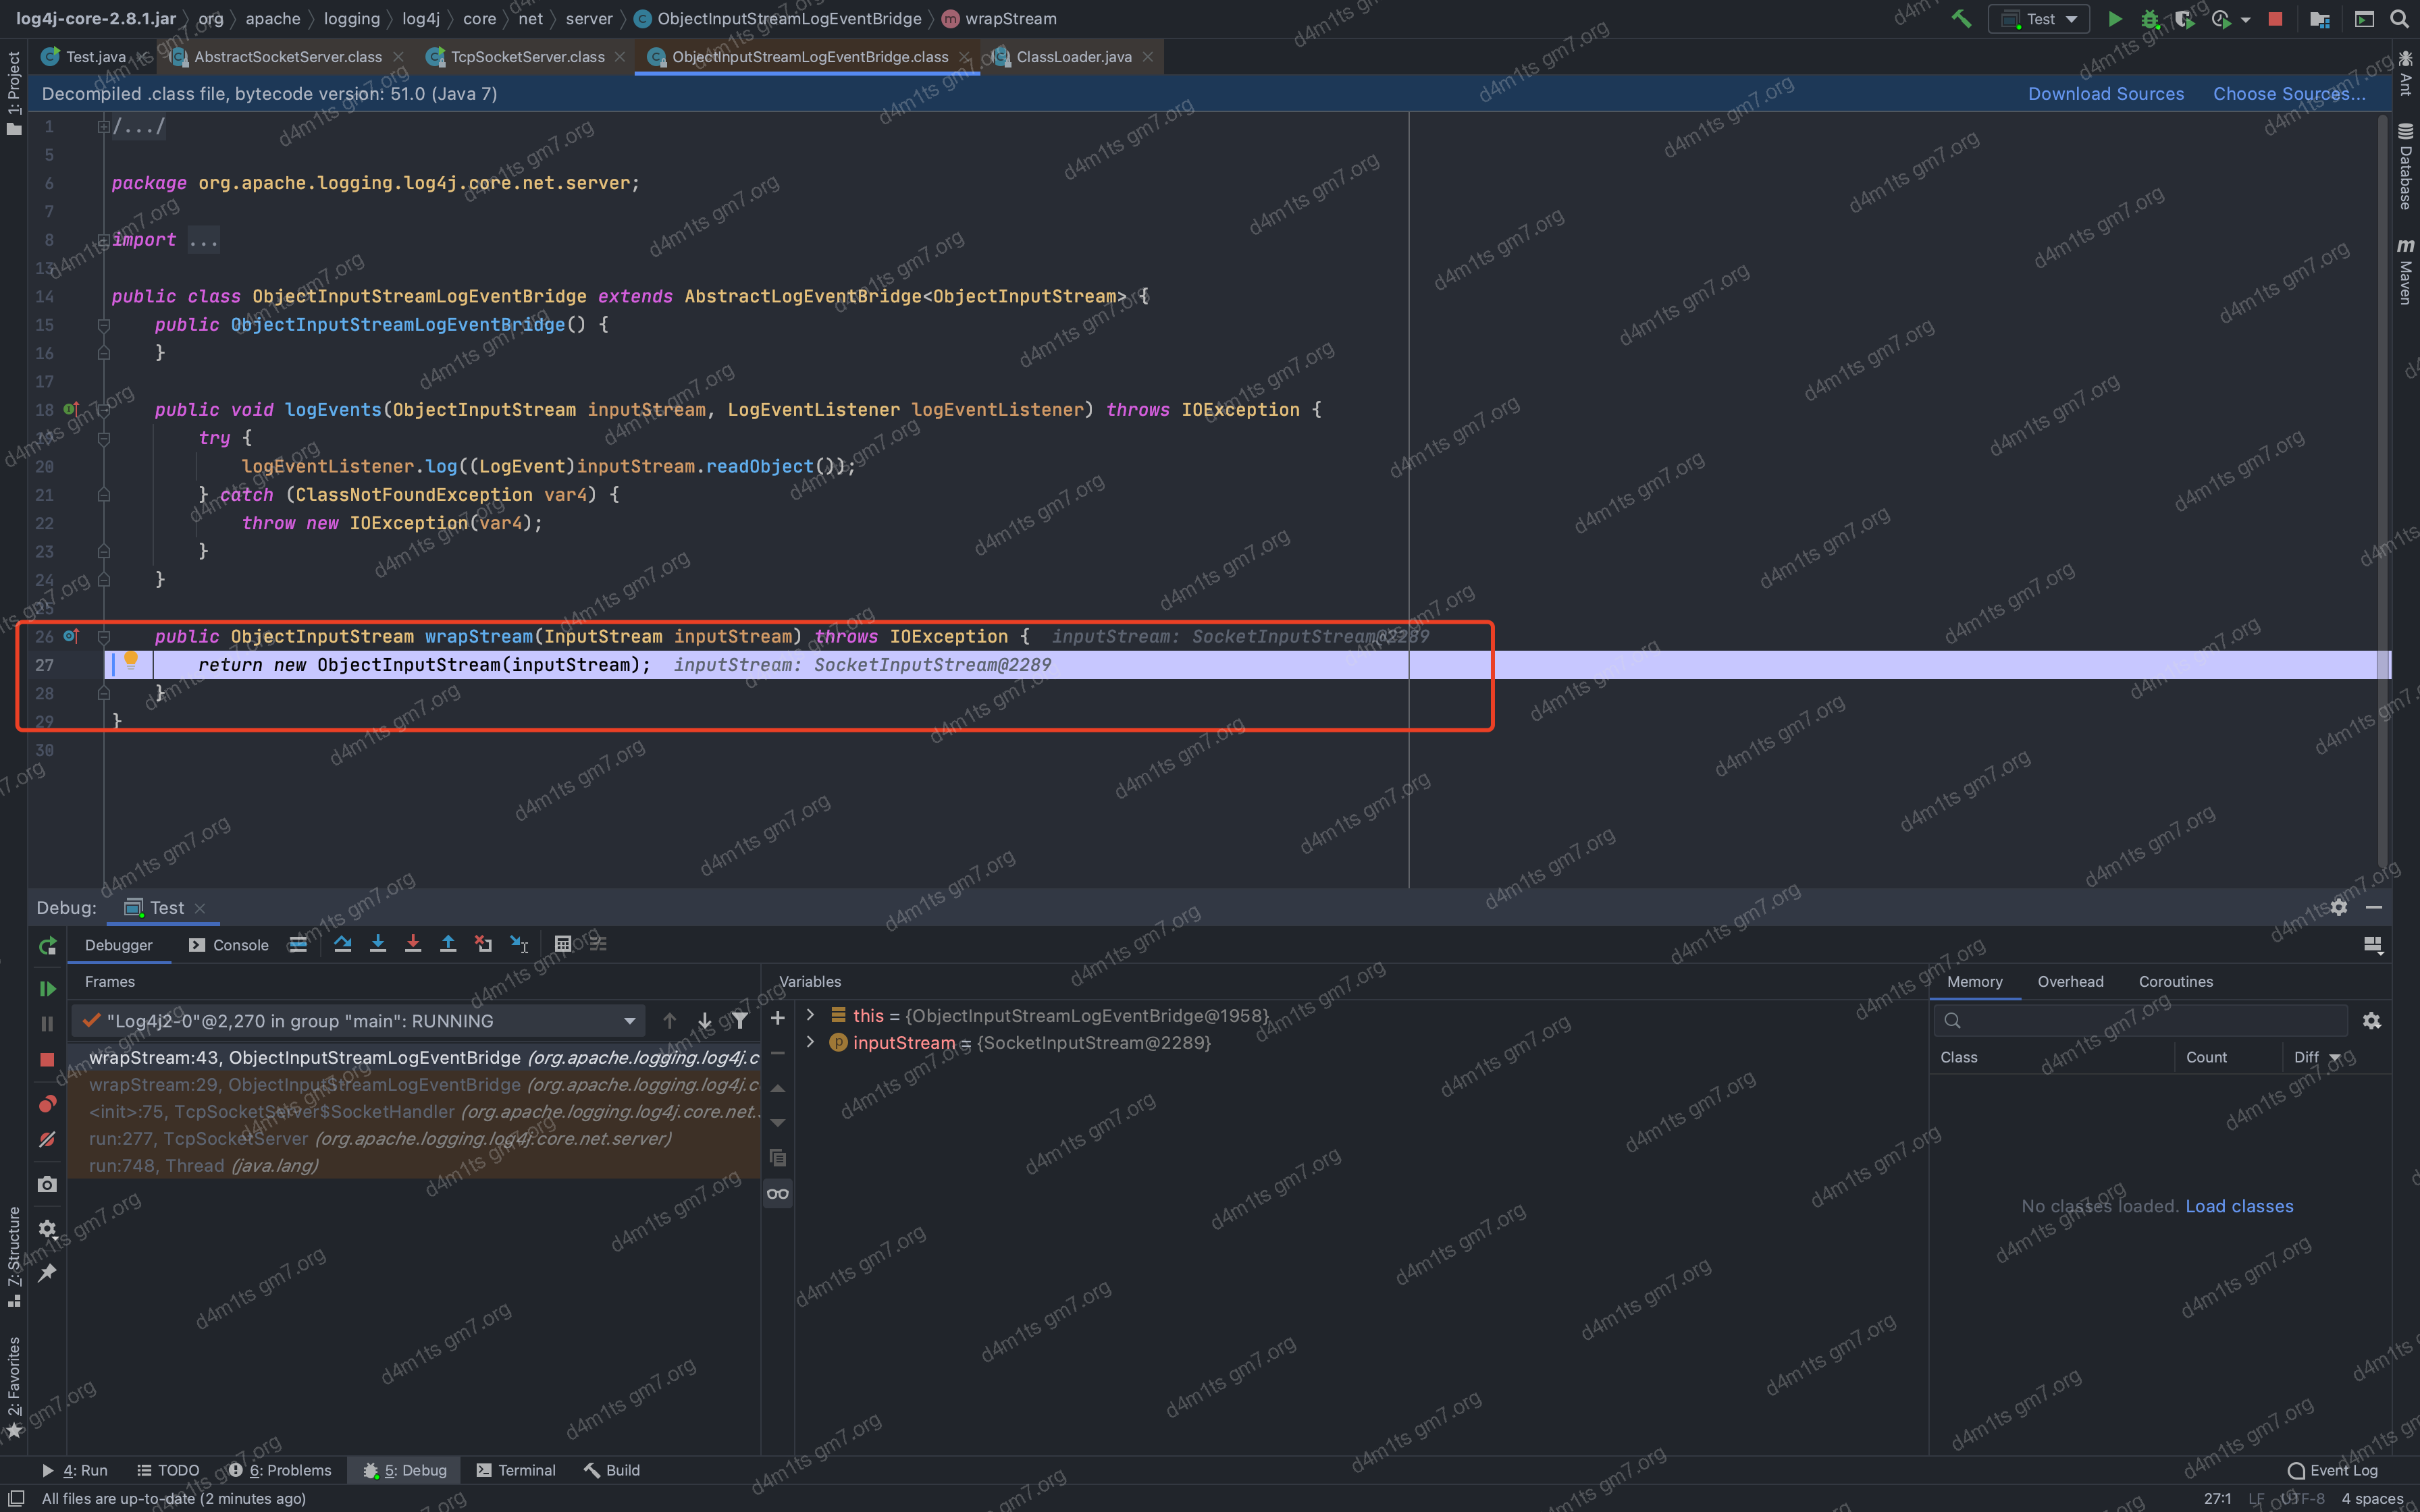 log4j-core-2.8.1.jar org apache logging log4j core net server ObjectInputStreamLogEventBridge wrapStream Test
Test.java AbstractSocketServer.class TcpSocketServer.class ObjectInputStreamLogEventBridge.class ClassLoader.java
Decompiled .class file, bytecode version: 51.0 (Java 7) Download Sources Choose Sources...
1 /.../
5
6 package org.apache.logging.log4j.core.net.server;
7
8 import ...
13
14 public class ObjectInputStreamLogEventBridge extends AbstractLogEventBridge<ObjectInputStream> {
15 public ObjectInputStreamLogEventBridge() {
16 }
17
18 public void logEvents(ObjectInputStream inputStream, LogEventListener logEventListener) throws IOException {
19 try {
20 logEventListener.log((LogEvent)inputStream.readObject());
21 } catch (ClassNotFoundException var4) {
22 throw new IOException(var4);
23 }
24 }
25
26 public ObjectInputStream wrapStream(InputStream inputStream) throws IOException { inputStream: SocketInputStream@2289
27 return new ObjectInputStream(inputStream); inputStream: SocketInputStream@2289
28 }
29 }
30
1: Project
7: Structure
2: Favorites
Ant
Database
Maven
Debug: Test
Debugger Console
Frames
"Log4j2-0"@2,270 in group "main": RUNNING
wrapStream:43, ObjectInputStreamLogEventBridge (org.apache.logging.log4j.c
wrapStream:29, ObjectInputStreamLogEventBridge (org.apache.logging.log4j.c
<init>:75, TcpSocketServer$SocketHandler (org.apache.logging.log4j.core.net.
run:277, TcpSocketServer (org.apache.logging.log4j.core.net.server)
run:748, Thread (java.lang)
Variables
this = {ObjectInputStreamLogEventBridge@1958}
inputStream = {SocketInputStream@2289}
Memory Overhead Coroutines
Class Count Diff
No classes loaded. Load classes
4: Run TODO 6: Problems 5: Debug Terminal Build Event Log
All files are up-to-date (2 minutes ago) 27:1 LF UTF-8 4 spaces
d4m1ts gm7.org